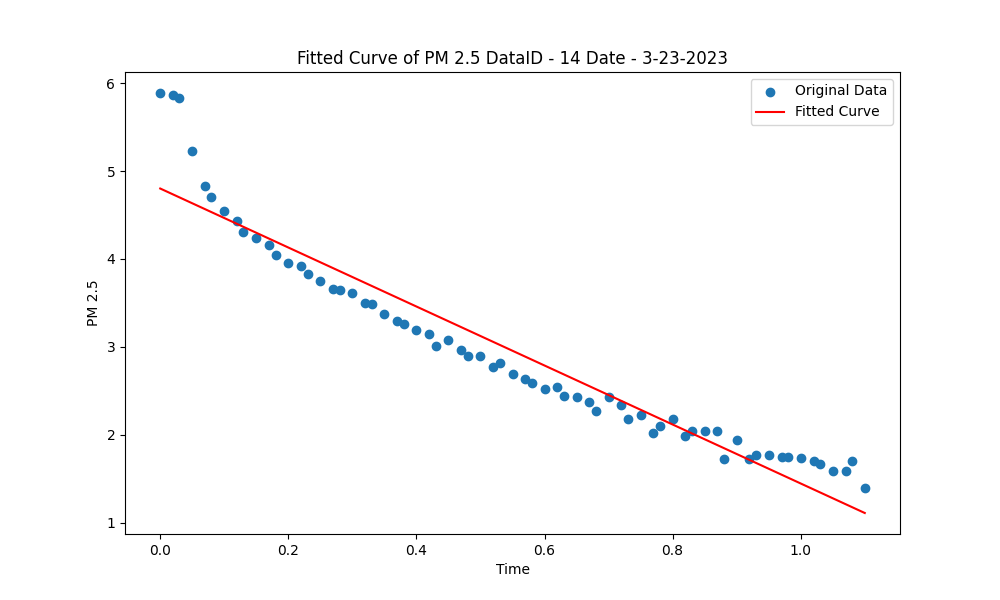 Fitted Curve of PM 2.5 DataID - 14 Date - 3-23-2023
Original Data
Fitted Curve
6
5
4
3
2
1
PM 2.5
0.0 0.2 0.4 0.6 0.8 1.0
Time